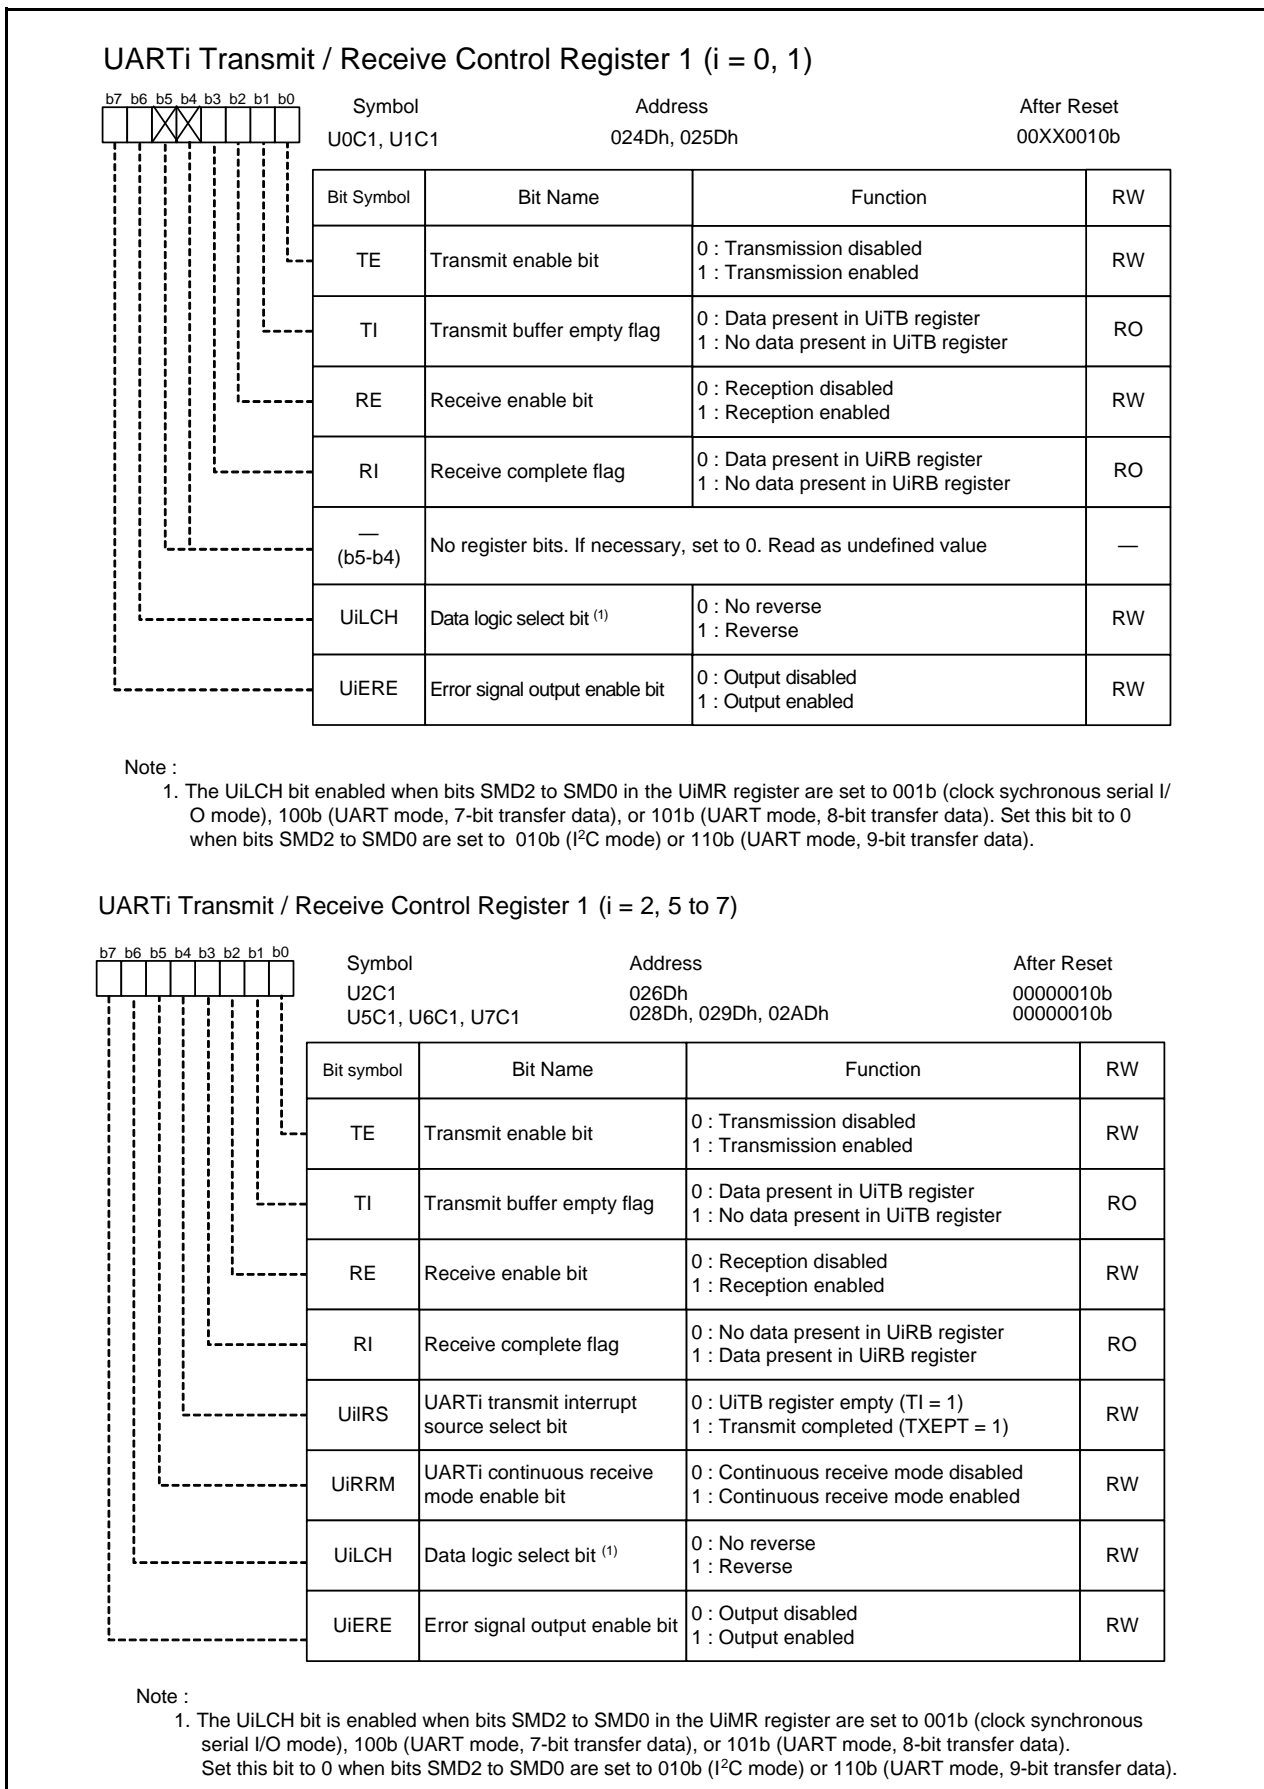 UARTi Transmit / Receive Control Register 1 (i = 0, 1)
b7 b6 b5 b4 b3 b2 b1 b0
Symbol Address After Reset
U0C1, U1C1 024Dh, 025Dh 00XX0010b
Bit Symbol Bit Name Function RW
TE Transmit enable bit 0 : Transmission disabled
1 : Transmission enabled RW
TI Transmit buffer empty flag 0 : Data present in UiTB register
1 : No data present in UiTB register RO
RE Receive enable bit 0 : Reception disabled
1 : Reception enabled RW
RI Receive complete flag 0 : Data present in UiRB register
1 : No data present in UiRB register RO
—
(b5-b4) No register bits. If necessary, set to 0. Read as undefined value —
UiLCH Data logic select bit (1) 0 : No reverse
1 : Reverse RW
UiERE Error signal output enable bit 0 : Output disabled
1 : Output enabled RW
Note :
1. The UiLCH bit enabled when bits SMD2 to SMD0 in the UiMR register are set to 001b (clock sychronous serial I/
O mode), 100b (UART mode, 7-bit transfer data), or 101b (UART mode, 8-bit transfer data). Set this bit to 0
when bits SMD2 to SMD0 are set to 010b (I²C mode) or 110b (UART mode, 9-bit transfer data).
UARTi Transmit / Receive Control Register 1 (i = 2, 5 to 7)
b7 b6 b5 b4 b3 b2 b1 b0
Symbol Address After Reset
U2C1 026Dh 00000010b
U5C1, U6C1, U7C1 028Dh, 029Dh, 02ADh 00000010b
Bit symbol Bit Name Function RW
TE Transmit enable bit 0 : Transmission disabled
1 : Transmission enabled RW
TI Transmit buffer empty flag 0 : Data present in UiTB register
1 : No data present in UiTB register RO
RE Receive enable bit 0 : Reception disabled
1 : Reception enabled RW
RI Receive complete flag 0 : No data present in UiRB register
1 : Data present in UiRB register RO
UiIRS UARTi transmit interrupt
source select bit 0 : UiTB register empty (TI = 1)
1 : Transmit completed (TXEPT = 1) RW
UiRRM UARTi continuous receive
mode enable bit 0 : Continuous receive mode disabled
1 : Continuous receive mode enabled RW
UiLCH Data logic select bit (1) 0 : No reverse
1 : Reverse RW
UiERE Error signal output enable bit 0 : Output disabled
1 : Output enabled RW
Note :
1. The UiLCH bit is enabled when bits SMD2 to SMD0 in the UiMR register are set to 001b (clock synchronous
serial I/O mode), 100b (UART mode, 7-bit transfer data), or 101b (UART mode, 8-bit transfer data).
Set this bit to 0 when bits SMD2 to SMD0 are set to 010b (I²C mode) or 110b (UART mode, 9-bit transfer data).